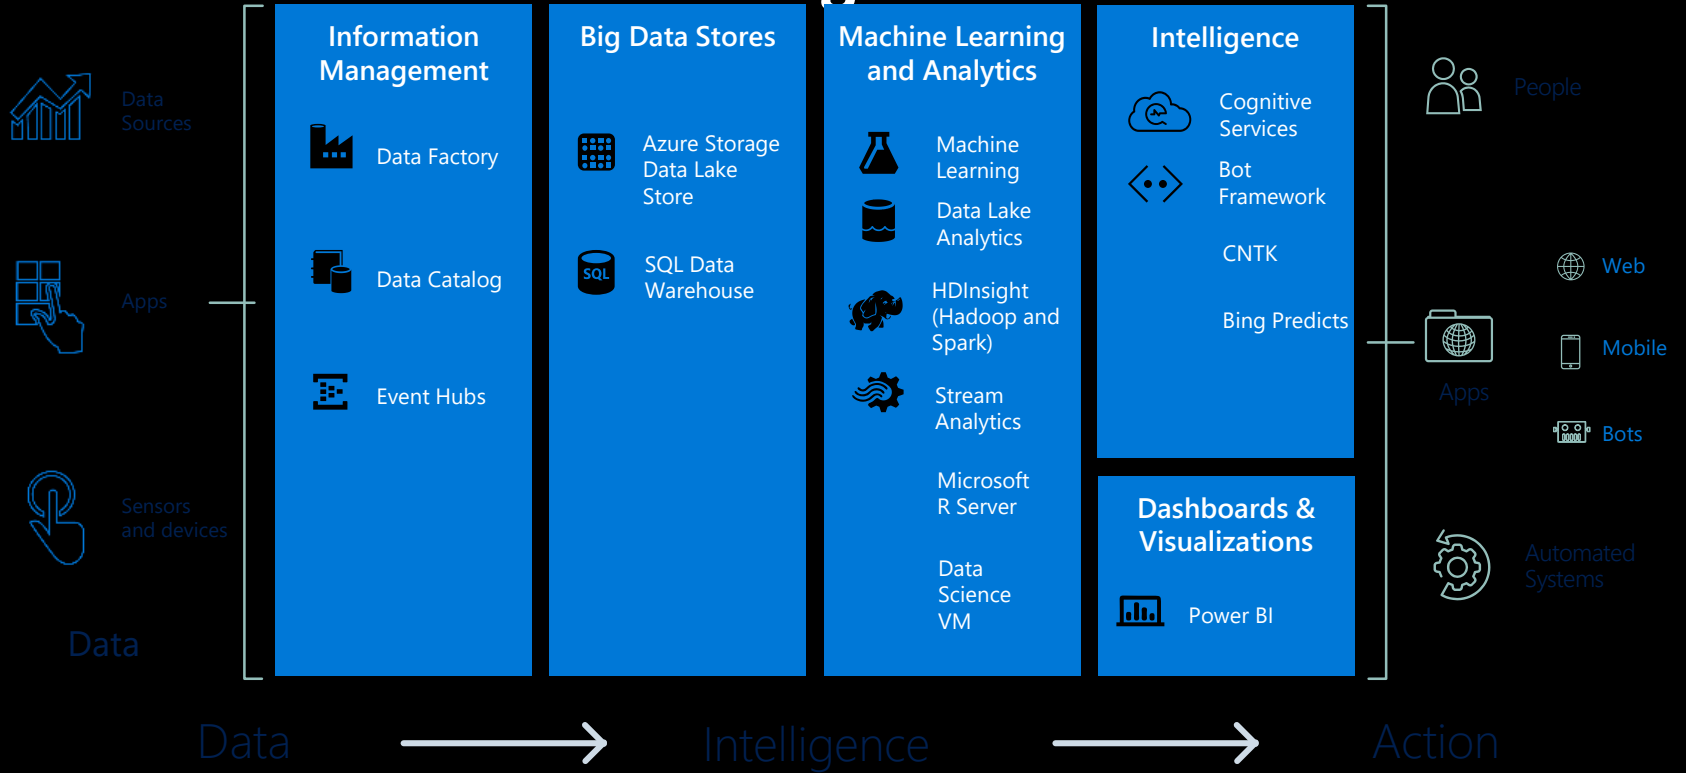 Data
Sources
Apps
Sensors
and devices
Data
Information
Management
Data Factory
Data Catalog
Event Hubs
Big Data Stores
Azure Storage
Data Lake
Store
SQL
SQL Data
Warehouse
Machine Learning
and Analytics
Machine
Learning
Data Lake
Analytics
HDInsight
(Hadoop and
Spark)
Stream
Analytics
Microsoft
R Server
Data
Science
VM
Intelligence
Cognitive
Services
Bot
Framework
CNTK
Bing Predicts
Dashboards &
Visualizations
Power BI
People
Apps
Web
Mobile
Bots
Automated
Systems
Data
Intelligence
Action